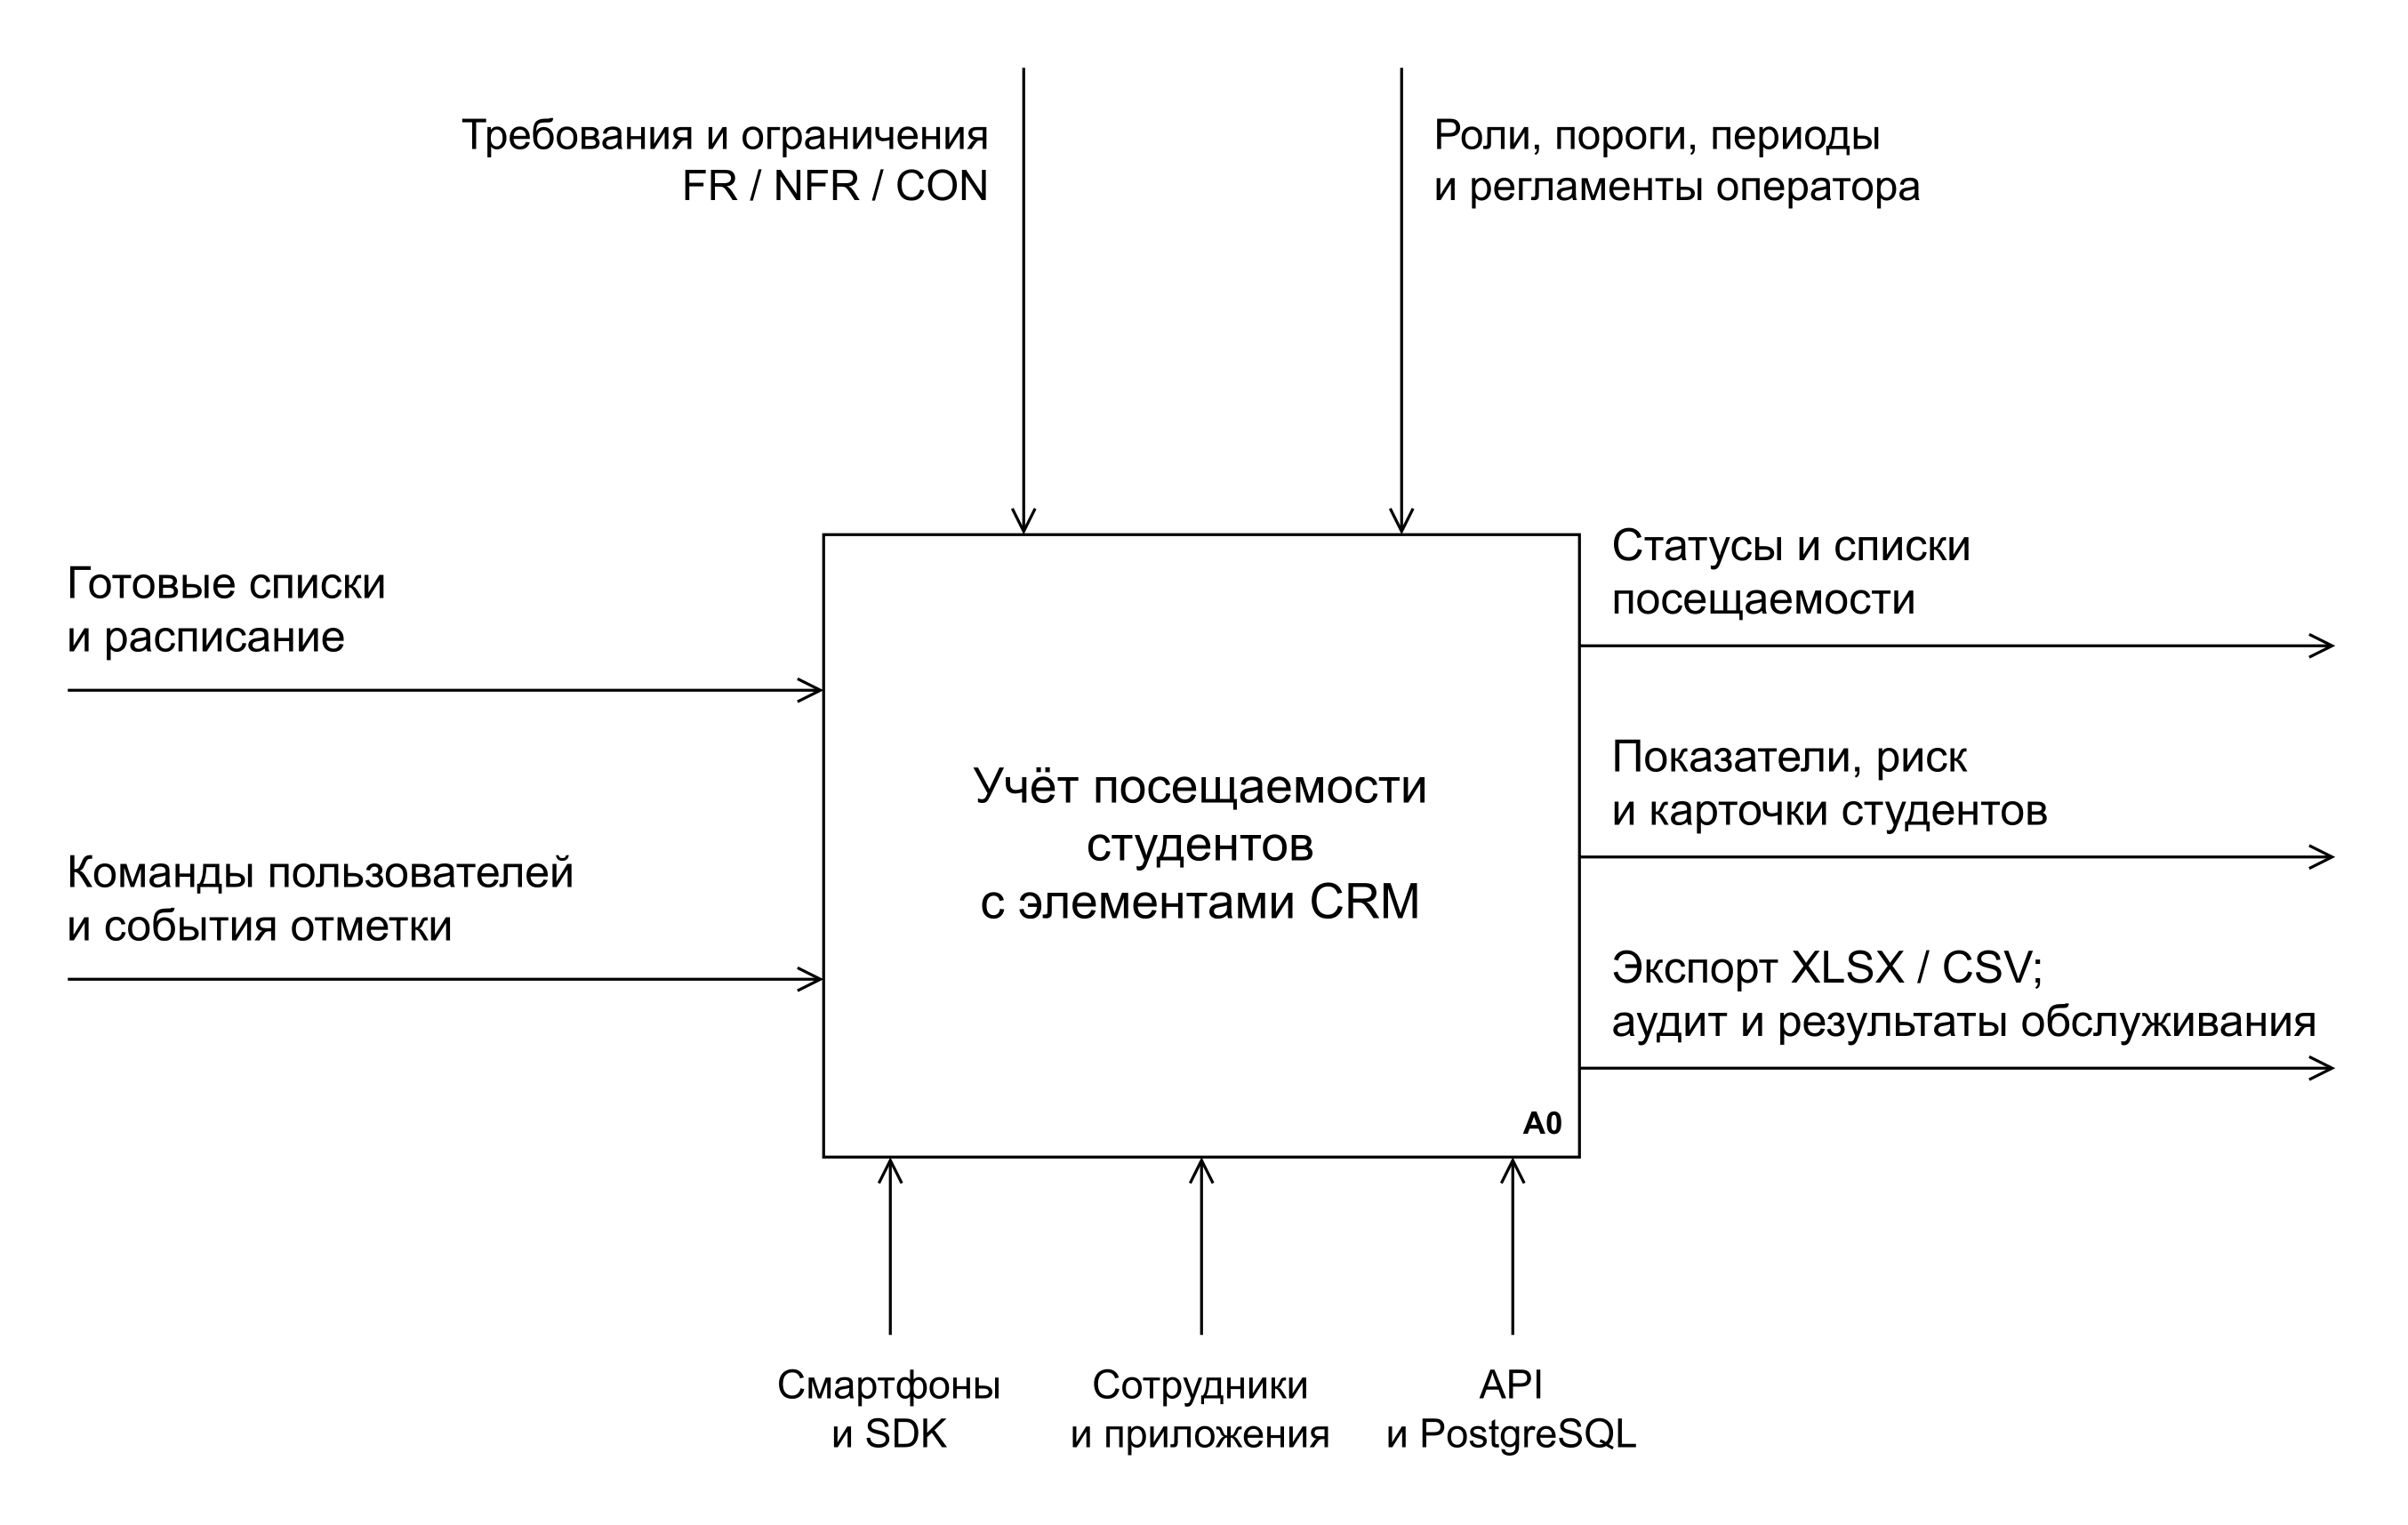 Требования и ограничения
FR / NFR / CON
Роли, пороги, периоды
и регламенты оператора
Готовые списки
и расписание
Команды пользователей
и события отметки
Учёт посещаемости
студентов
с элементами CRM
A0
Статусы и списки
посещаемости
Показатели, риск
и карточки студентов
Экспорт XLSX / CSV;
аудит и результаты обслуживания
Смартфоны
и SDK
Сотрудники
и приложения
API
и PostgreSQL